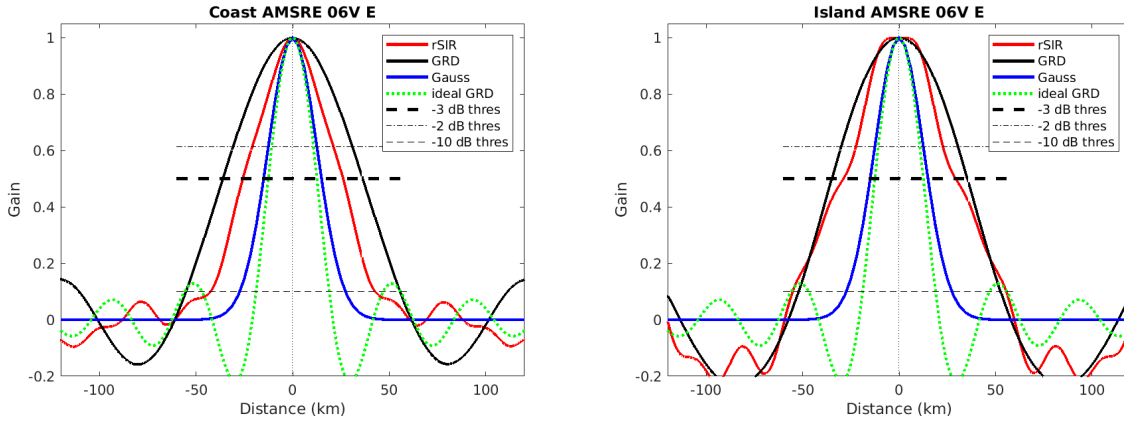 Coast AMSRE 06V E
1
0.8
0.6
0.4
0.2
0
-0.2
Gain
-100
-50
0
50
100
Distance (km)
rSIR
GRD
Gauss
ideal GRD
-3 dB thres
-2 dB thres
-10 dB thres
Island AMSRE 06V E
1
0.8
0.6
0.4
0.2
0
-0.2
Gain
-100
-50
0
50
100
Distance (km)
rSIR
GRD
Gauss
ideal GRD
-3 dB thres
-2 dB thres
-10 dB thres